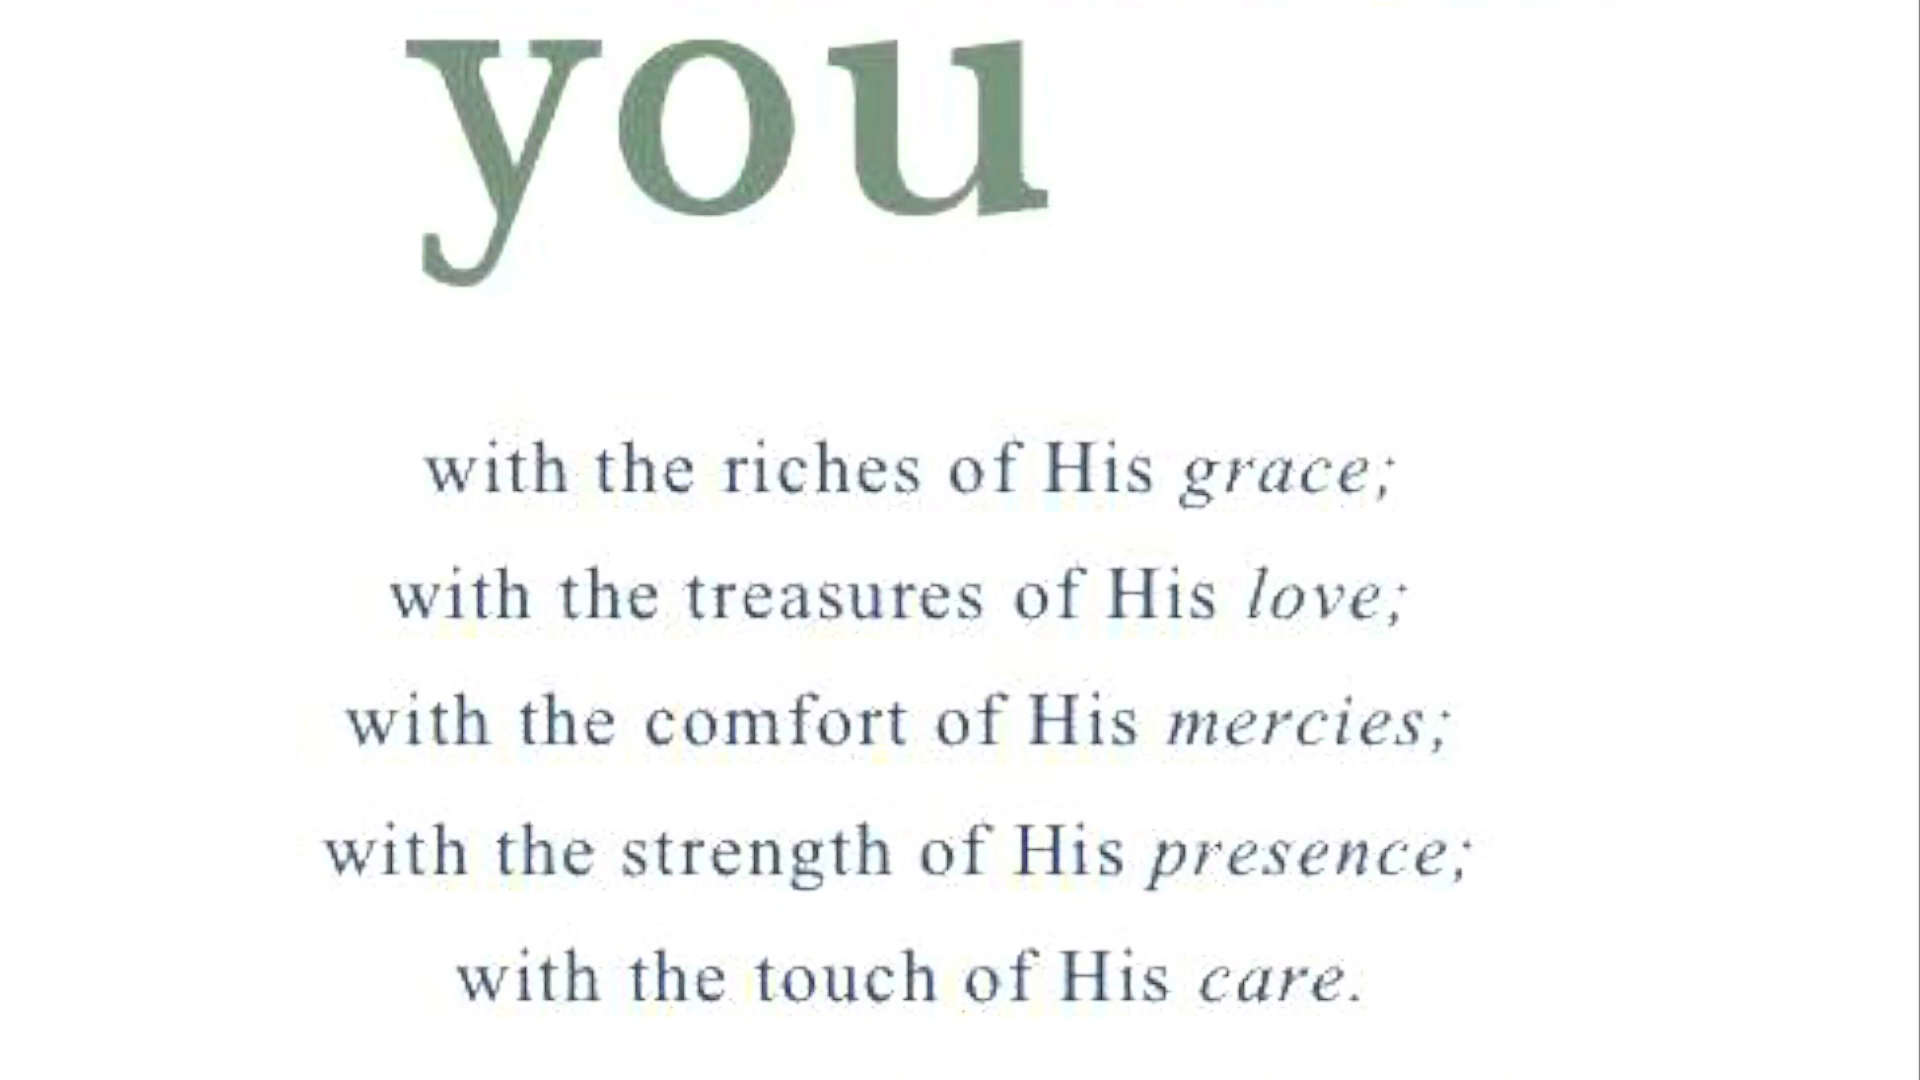 you
with the riches of His grace;
with the treasures of His love;
with the comfort of His mercies;
with the strength of His presence;
with the touch of His care.